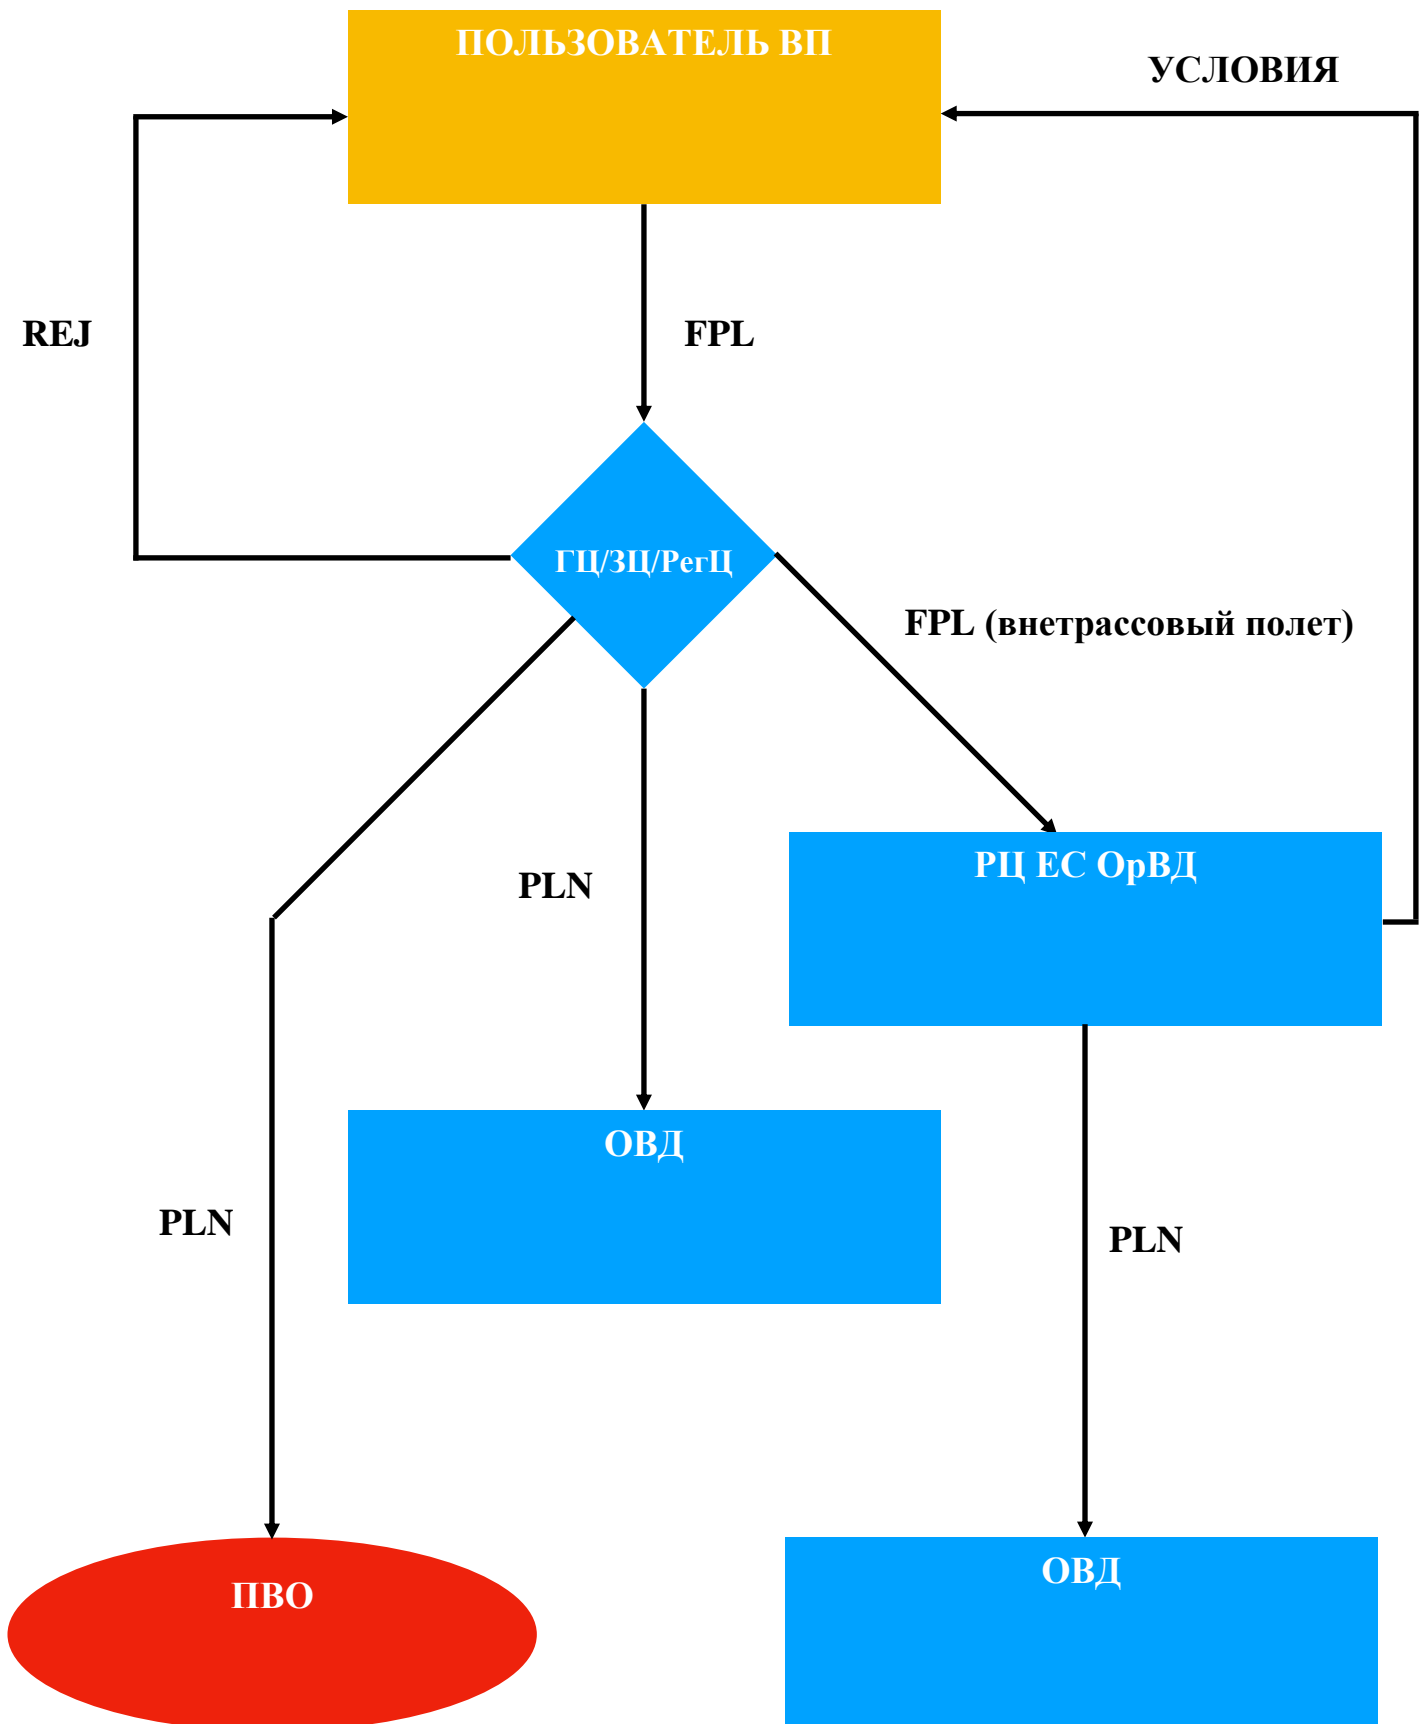 ПОЛЬЗОВАТЕЛЬ ВП
УСЛОВИЯ
REJ
FPL
ГЦ/ЗЦ/РегЦ
FPL (внетрассовый полет)
РЦ ЕС ОрВД
PLN
ОВД
PLN
PLN
ОВД
ПВО